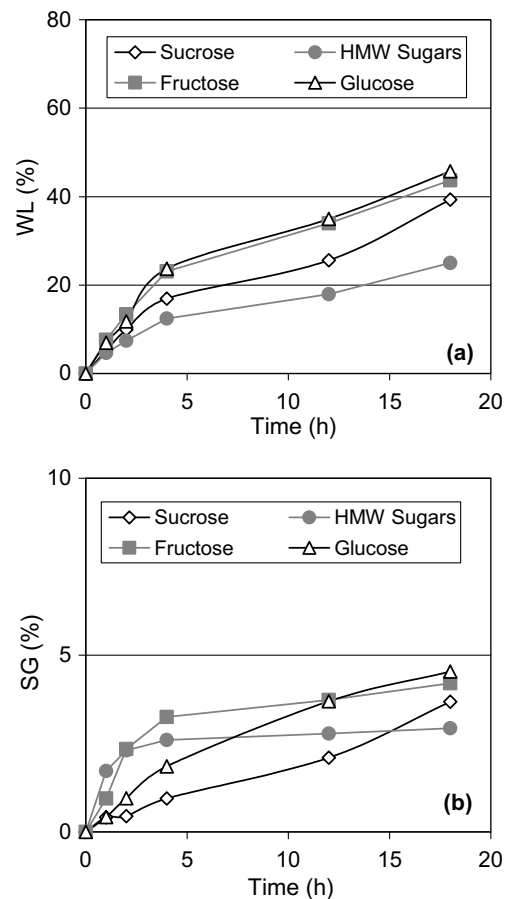 80
60
40
20
0
WL (%)
Sucrose HMW Sugars
Fructose Glucose
(a)
0 5 10 15 20
Time (h)
10
5
0
SG (%)
Sucrose HMW Sugars
Fructose Glucose
(b)
0 5 10 15 20
Time (h)